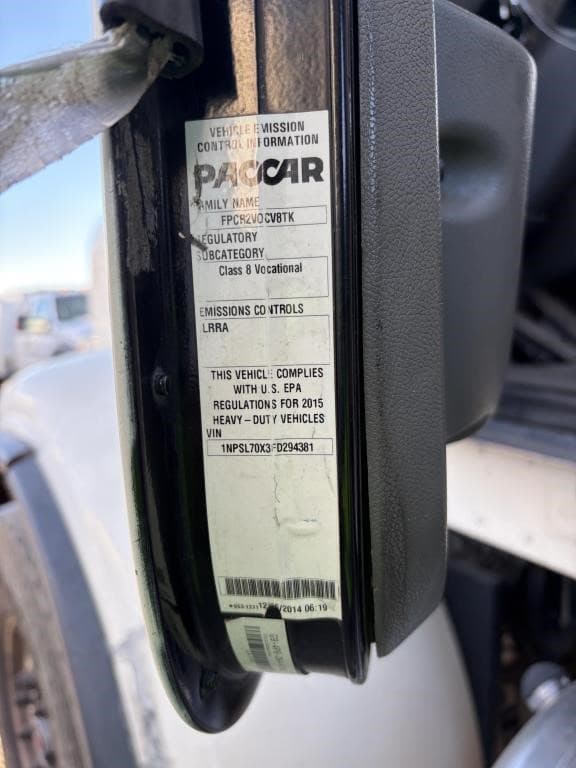 VEHICLE EMISSION
CONTROL INFORMATION
PACCAR
FAMILY NAME
FPCR2VOCV8TK
REGULATORY
SUBCATEGORY
Class 8 Vocational
EMISSIONS CONTROLS
LRRA
THIS VEHICLE COMPLIES
WITH U.S. EPA
REGULATIONS FOR 2015
HEAVY-DUTY VEHICLES
VIN
1NPSL70X3FD294381
2014 06:19